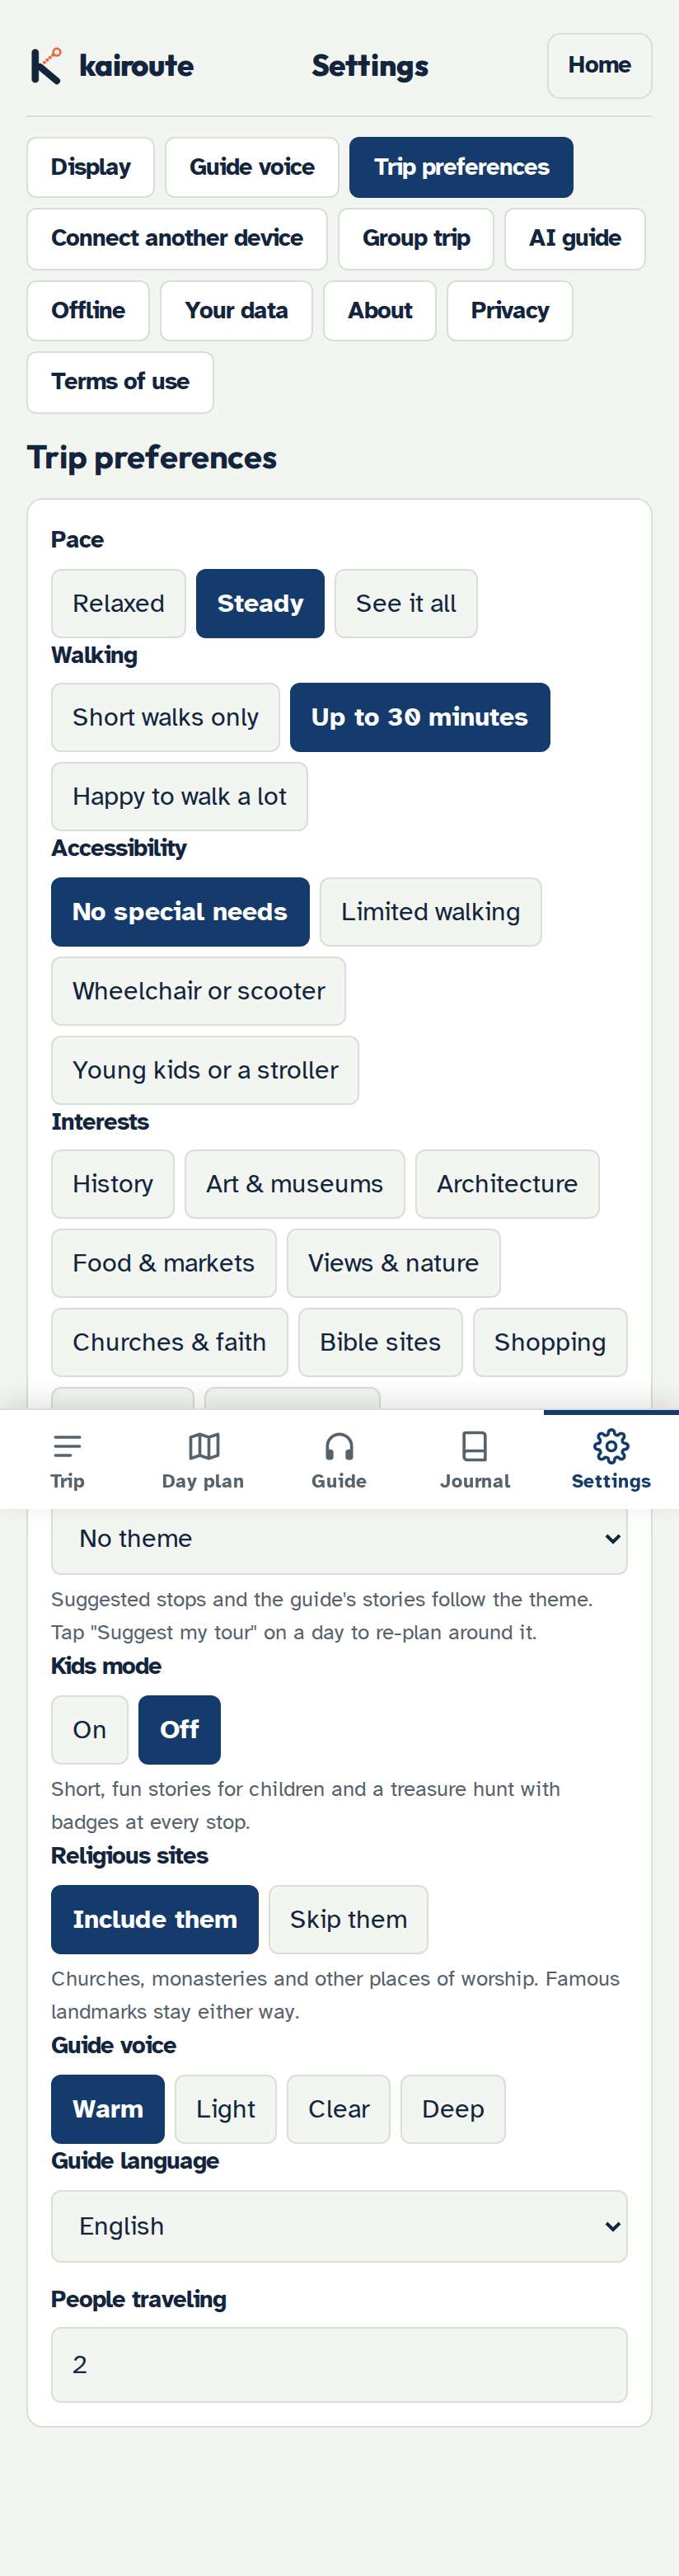 kairoute Settings Home
Display Guide voice Trip preferences
Connect another device Group trip AI guide
Offline Your data About Privacy
Terms of use
Trip preferences
Pace
Relaxed Steady See it all
Walking
Short walks only Up to 30 minutes
Happy to walk a lot
Accessibility
No special needs Limited walking
Wheelchair or scooter
Young kids or a stroller
Interests
History Art & museums Architecture
Food & markets Views & nature
Churches & faith Bible sites Shopping
Trip Day plan Guide Journal Settings
No theme
Suggested stops and the guide's stories follow the theme.
Tap "Suggest my tour" on a day to re-plan around it.
Kids mode
On Off
Short, fun stories for children and a treasure hunt with
badges at every stop.
Religious sites
Include them Skip them
Churches, monasteries and other places of worship. Famous
landmarks stay either way.
Guide voice
Warm Light Clear Deep
Guide language
English
People traveling
2